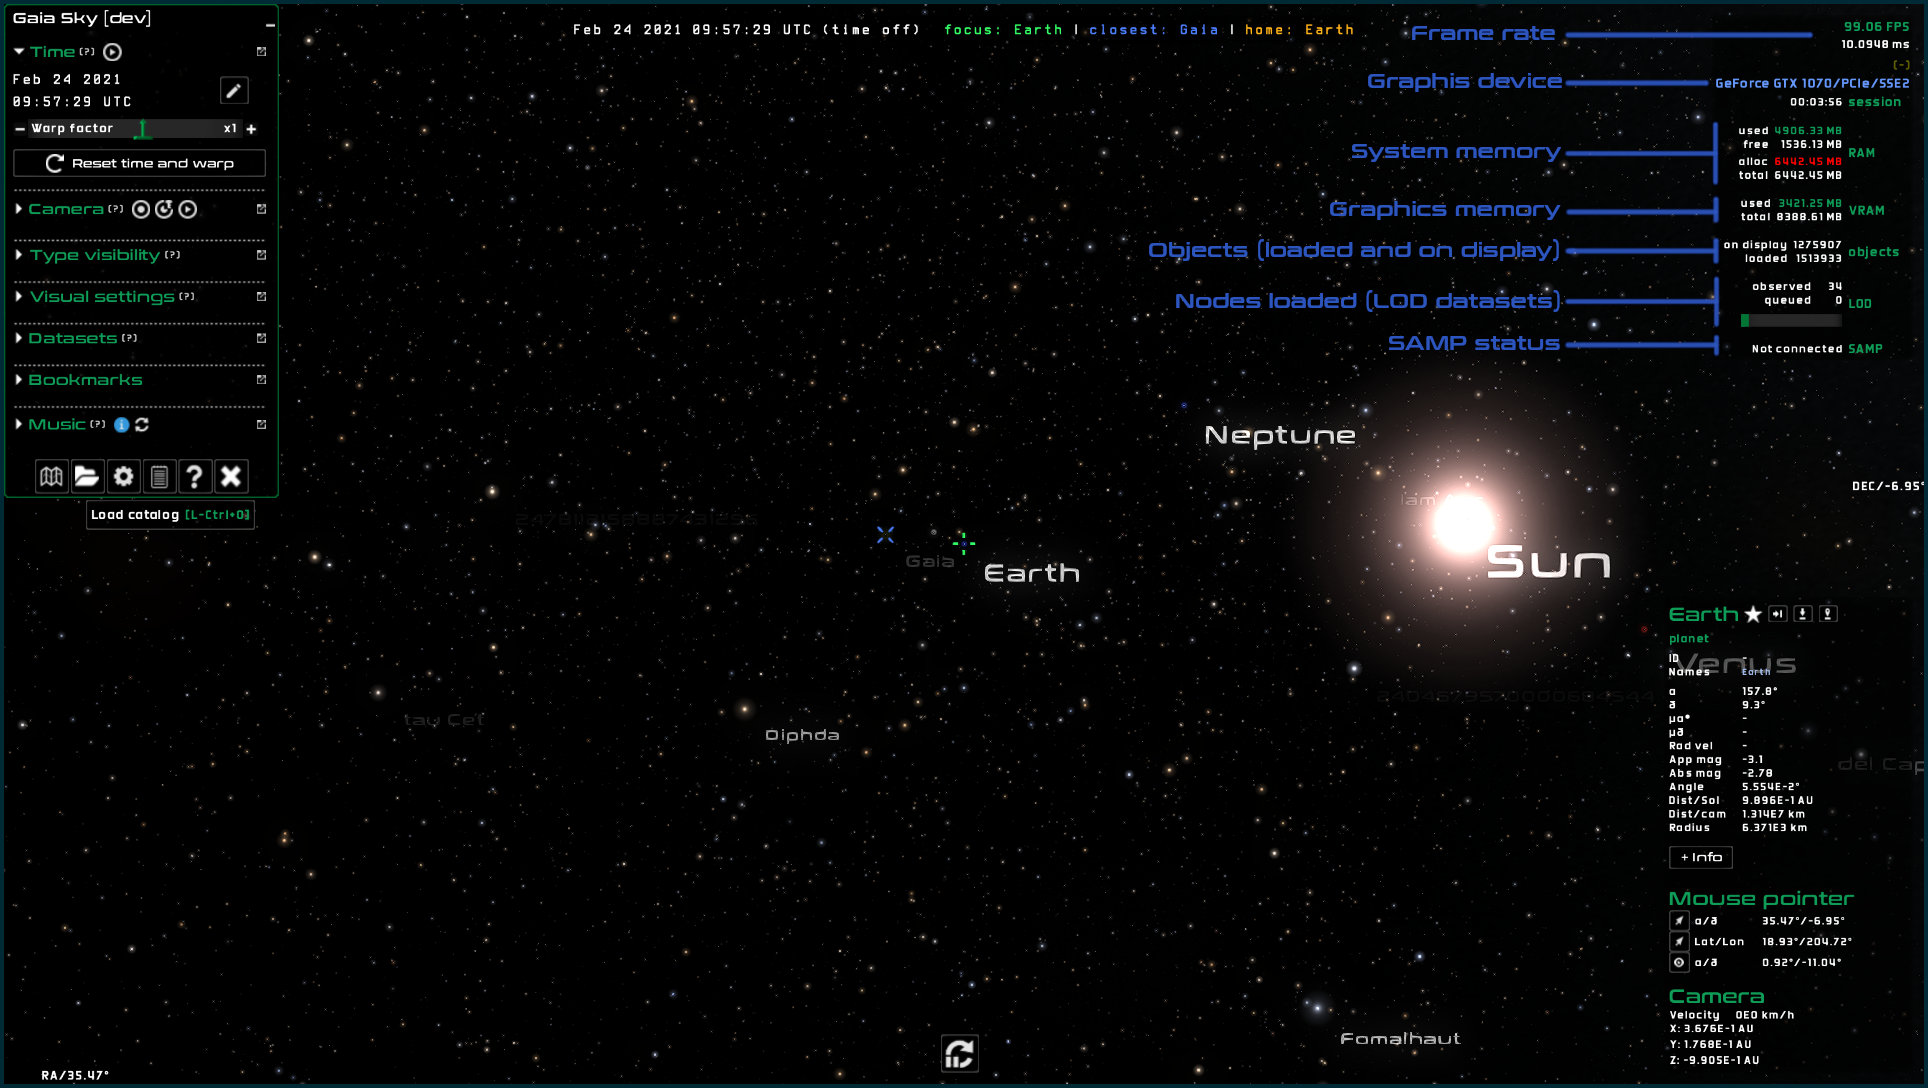 Gaia Sky [dev]
Time [?]
Feb 24 2021
09:57:29 UTC
Warp factor x1
Reset time and warp
Camera [?]
Type visibility [?]
Visual settings [?]
Datasets [?]
Bookmarks
Music [?]
Load catalog [L-Ctrl+O]
Feb 24 2021 09:57:29 UTC (time off) focus: Earth | closest: Gaia | home: Earth
Frame rate
99.06 FPS
10.0948 ms
[-]
Graphis device
GeForce GTX 1070/PCIe/SSE2
00:03:56 session
System memory
used 4906.33 MB
free 1536.13 MB
alloc 6442.45 MB
total 6442.45 MB
RAM
Graphics memory
used 3421.25 MB
total 8388.61 MB
VRAM
Objects (loaded and on display)
on display 1275907
loaded 1513933
objects
Nodes loaded (LOD datasets)
observed 34
queued 0
LOD
SAMP status
Not connected SAMP
Neptune
Sun
DEC/-6.95°
Gaia
Earth
tau Cet
Diphda
Venus
del Cap
Fomalhaut
Earth
planet
ID -
Names Earth
α 157.8°
δ 9.3°
μα* -
μδ -
Rad vel -
App mag -3.1
Abs mag -2.78
Angle 5.554E-2°
Dist/Sol 9.896E-1 AU
Dist/cam 1.314E7 km
Radius 6.371E3 km
+ Info
Mouse pointer
α/δ 35.47°/-6.95°
Lat/Lon 18.93°/204.72°
α/δ 0.92°/-11.04°
Camera
Velocity 0E0 km/h
X: 3.676E-1 AU
Y: 1.768E-1 AU
Z: -9.905E-1 AU
RA/35.47°